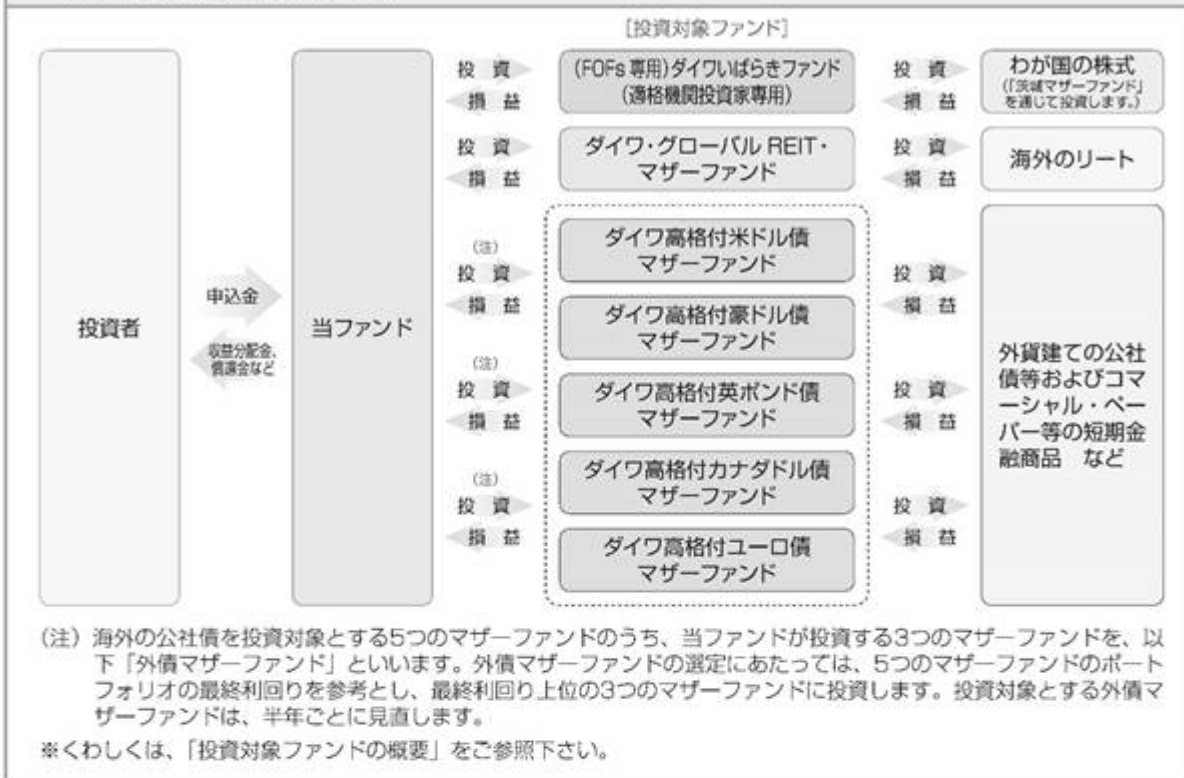 ［投資対象ファンド］
投資者
申込金
収益分配金、
償還金など
当ファンド
投 資
損 益
(FOFs 専用)ダイワいばらきファンド
(適格機関投資家専用)
投 資
損 益
わが国の株式
(「茨城マザーファンド」
を通じて投資します。)
投 資
損 益
ダイワ・グローバル REIT・
マザーファンド
投 資
損 益
海外のリート
(注)
投 資
損 益
ダイワ高格付米ドル債
マザーファンド
ダイワ高格付豪ドル債
マザーファンド
投 資
損 益
(注)
投 資
損 益
ダイワ高格付英ポンド債
マザーファンド
投 資
損 益
(注)
投 資
損 益
ダイワ高格付カナダドル債
マザーファンド
ダイワ高格付ユーロ債
マザーファンド
投 資
損 益
外貨建ての公社
債等およびコマ
ーシャル・ペー
パー等の短期金
融商品　など
(注) 海外の公社債を投資対象とする5つのマザーファンドのうち、当ファンドが投資する3つのマザーファンドを、以
下「外債マザーファンド」といいます。外債マザーファンドの選定にあたっては、5つのマザーファンドのポート
フォリオの最終利回りを参考とし、最終利回り上位の3つのマザーファンドに投資します。投資対象とする外債マ
ザーファンドは、半年ごとに見直します。
※くわしくは、「投資対象ファンドの概要」をご参照下さい。